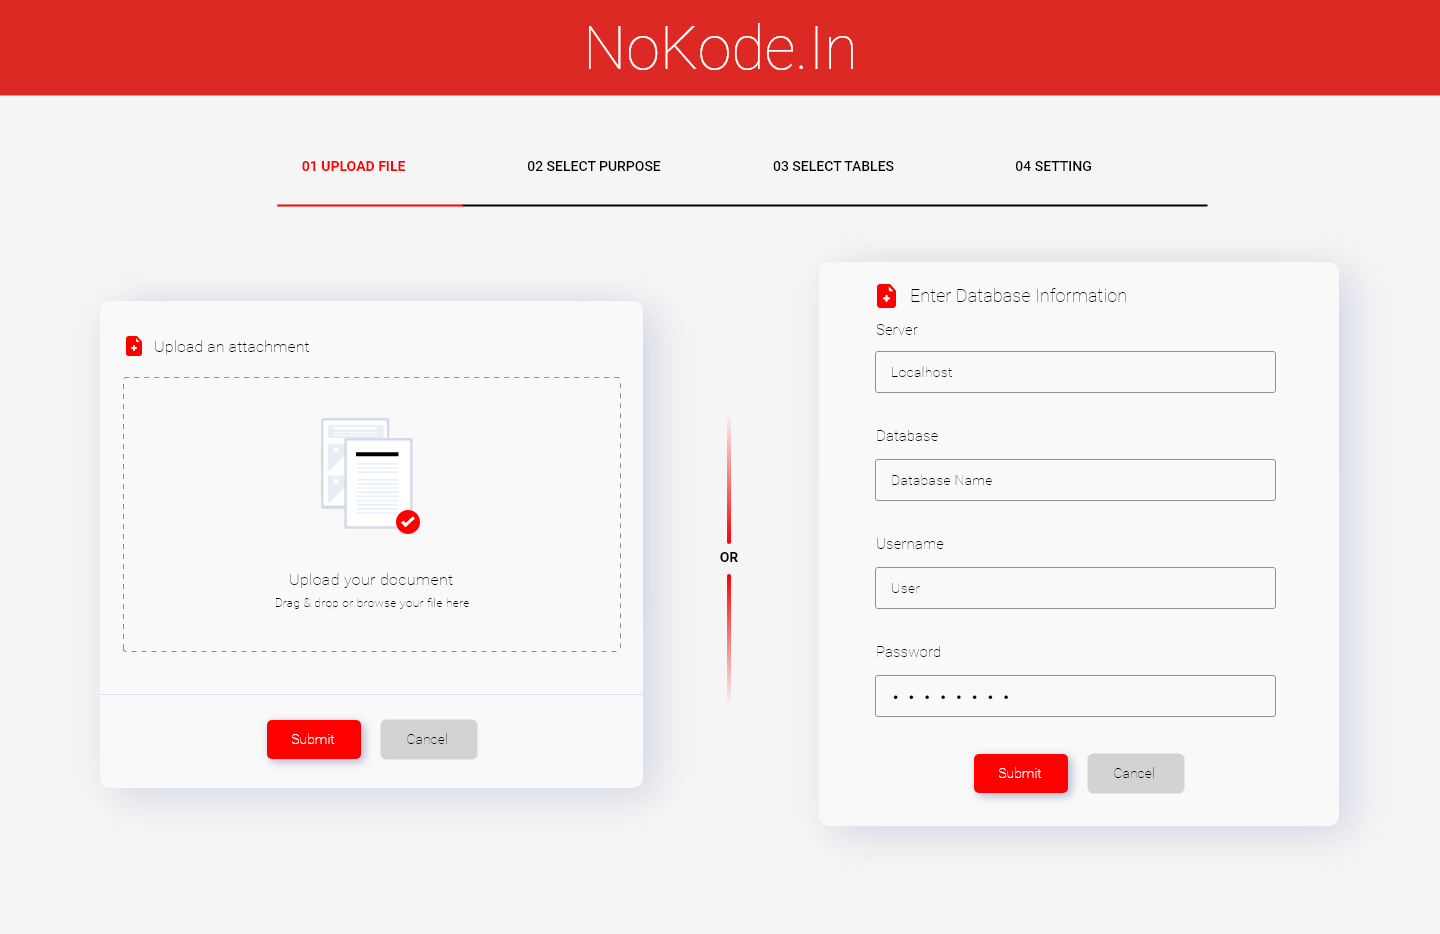 NoKode.In
01 UPLOAD FILE
02 SELECT PURPOSE
03 SELECT TABLES
04 SETTING
Upload an attachment
Upload your document
Drag & drop or browse your file here
Submit
Cancel
OR
Enter Database Information
Server
Localhost
Database
Database Name
Username
User
Password
• • • • • • • •
Submit
Cancel